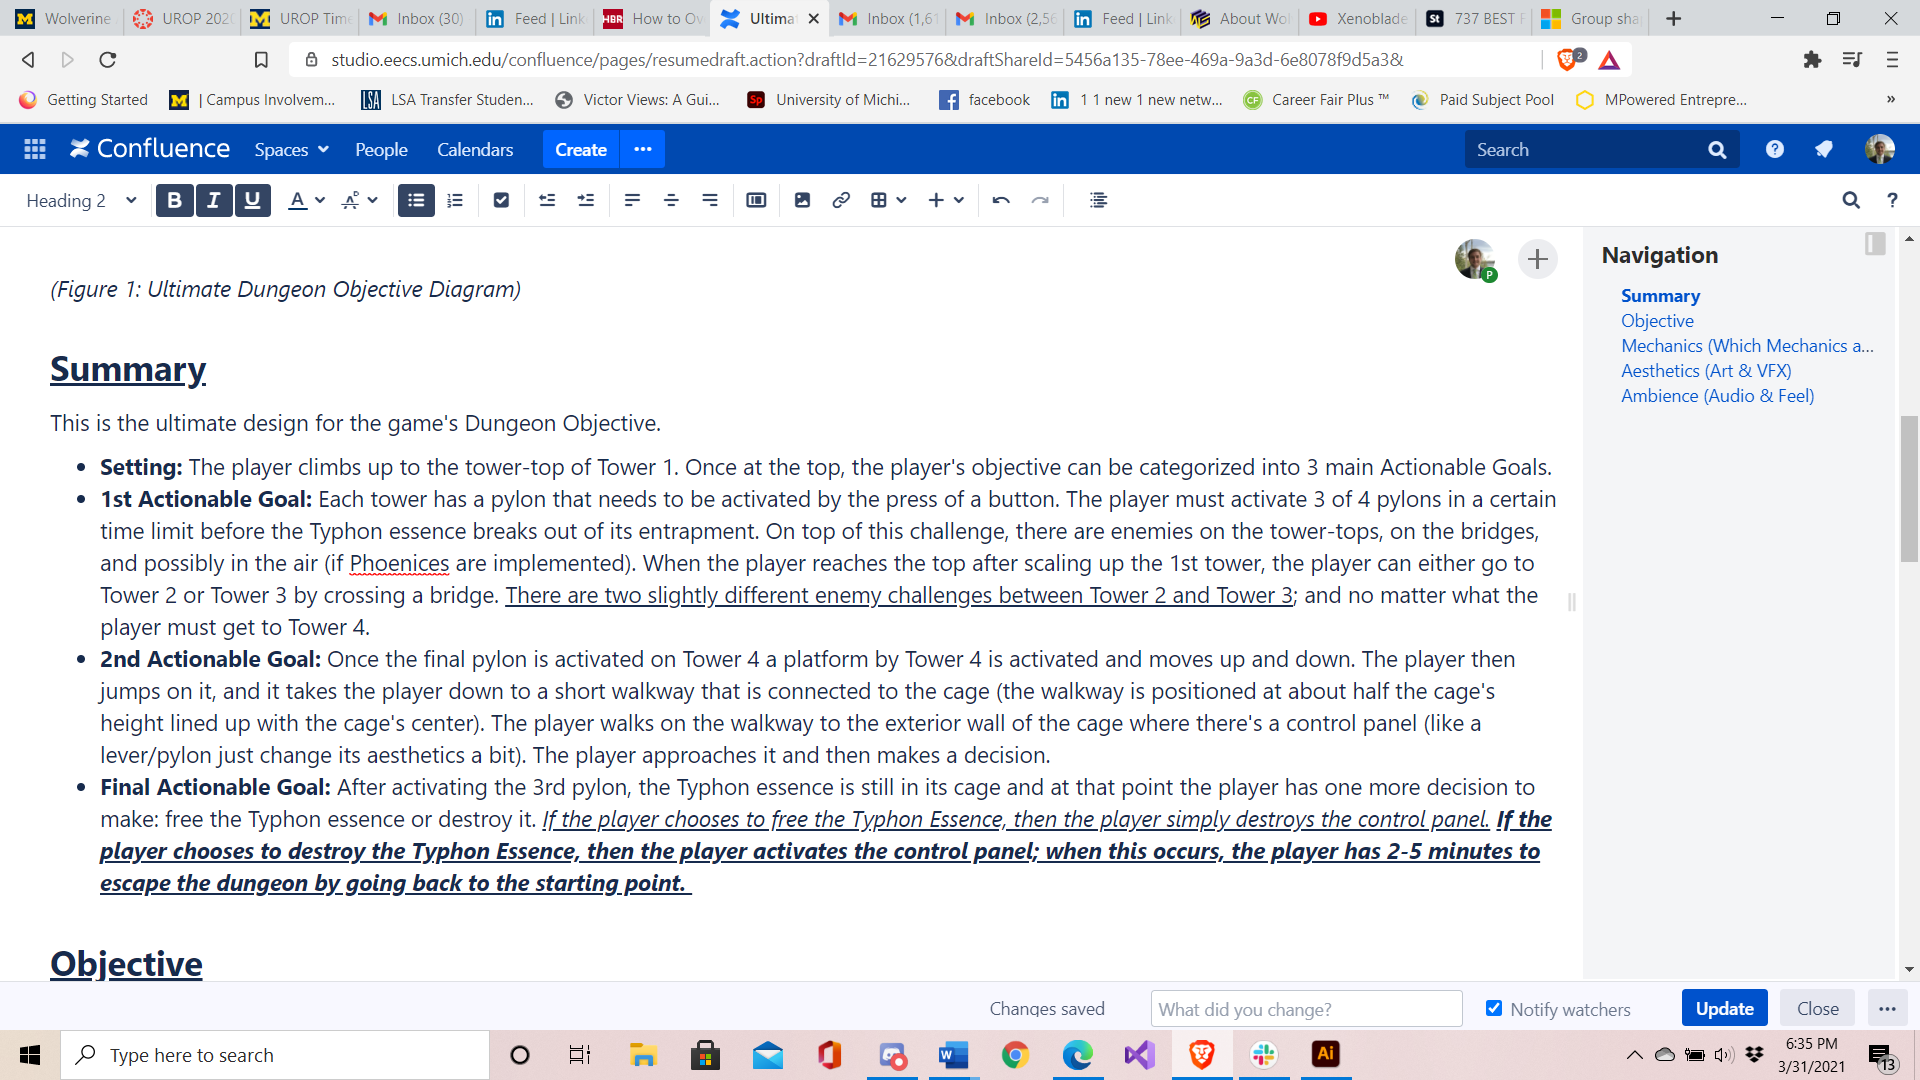 Wolverine
UROP 202
UROP Time
Inbox (30)
Feed | Link
HBR How to Ov
Ultima
Inbox (1,61
Inbox (2,56
Feed | Link
About Wol
Xenoblade
St 737 BEST F
Group sha
studio.eecs.umich.edu/confluence/pages/resumedraft.action?draftId=21629576&draftShareId=5456a135-78ee-469a-9a3d-6e8078f9d5a3&
2
Getting Started
| Campus Involvem...
LSA LSA Transfer Studen...
Victor Views: A Gui...
Sp University of Michi...
facebook
1 1 new 1 new netw...
CF Career Fair Plus ™
Paid Subject Pool
MPowered Entrepre...
»
Confluence
Spaces
People
Calendars
Create
Search
Heading 2
B I U A
?
(Figure 1: Ultimate Dungeon Objective Diagram)
P
Summary
This is the ultimate design for the game's Dungeon Objective.
• Setting: The player climbs up to the tower-top of Tower 1. Once at the top, the player's objective can be categorized into 3 main Actionable Goals.
• 1st Actionable Goal: Each tower has a pylon that needs to be activated by the press of a button. The player must activate 3 of 4 pylons in a certain
time limit before the Typhon essence breaks out of its entrapment. On top of this challenge, there are enemies on the tower-tops, on the bridges,
and possibly in the air (if Phoenices are implemented). When the player reaches the top after scaling up the 1st tower, the player can either go to
Tower 2 or Tower 3 by crossing a bridge. There are two slightly different enemy challenges between Tower 2 and Tower 3; and no matter what the
player must get to Tower 4.
• 2nd Actionable Goal: Once the final pylon is activated on Tower 4 a platform by Tower 4 is activated and moves up and down. The player then
jumps on it, and it takes the player down to a short walkway that is connected to the cage (the walkway is positioned at about half the cage's
height lined up with the cage's center). The player walks on the walkway to the exterior wall of the cage where there's a control panel (like a
lever/pylon just change its aesthetics a bit). The player approaches it and then makes a decision.
• Final Actionable Goal: After activating the 3rd pylon, the Typhon essence is still in its cage and at that point the player has one more decision to
make: free the Typhon essence or destroy it. If the player chooses to free the Typhon Essence, then the player simply destroys the control panel. If the
player chooses to destroy the Typhon Essence, then the player activates the control panel; when this occurs, the player has 2-5 minutes to
escape the dungeon by going back to the starting point.
Objective
Navigation
Summary
Objective
Mechanics (Which Mechanics a...
Aesthetics (Art & VFX)
Ambience (Audio & Feel)
Changes saved
What did you change?
Notify watchers
Update
Close
Type here to search
Ai
6:35 PM
3/31/2021
13